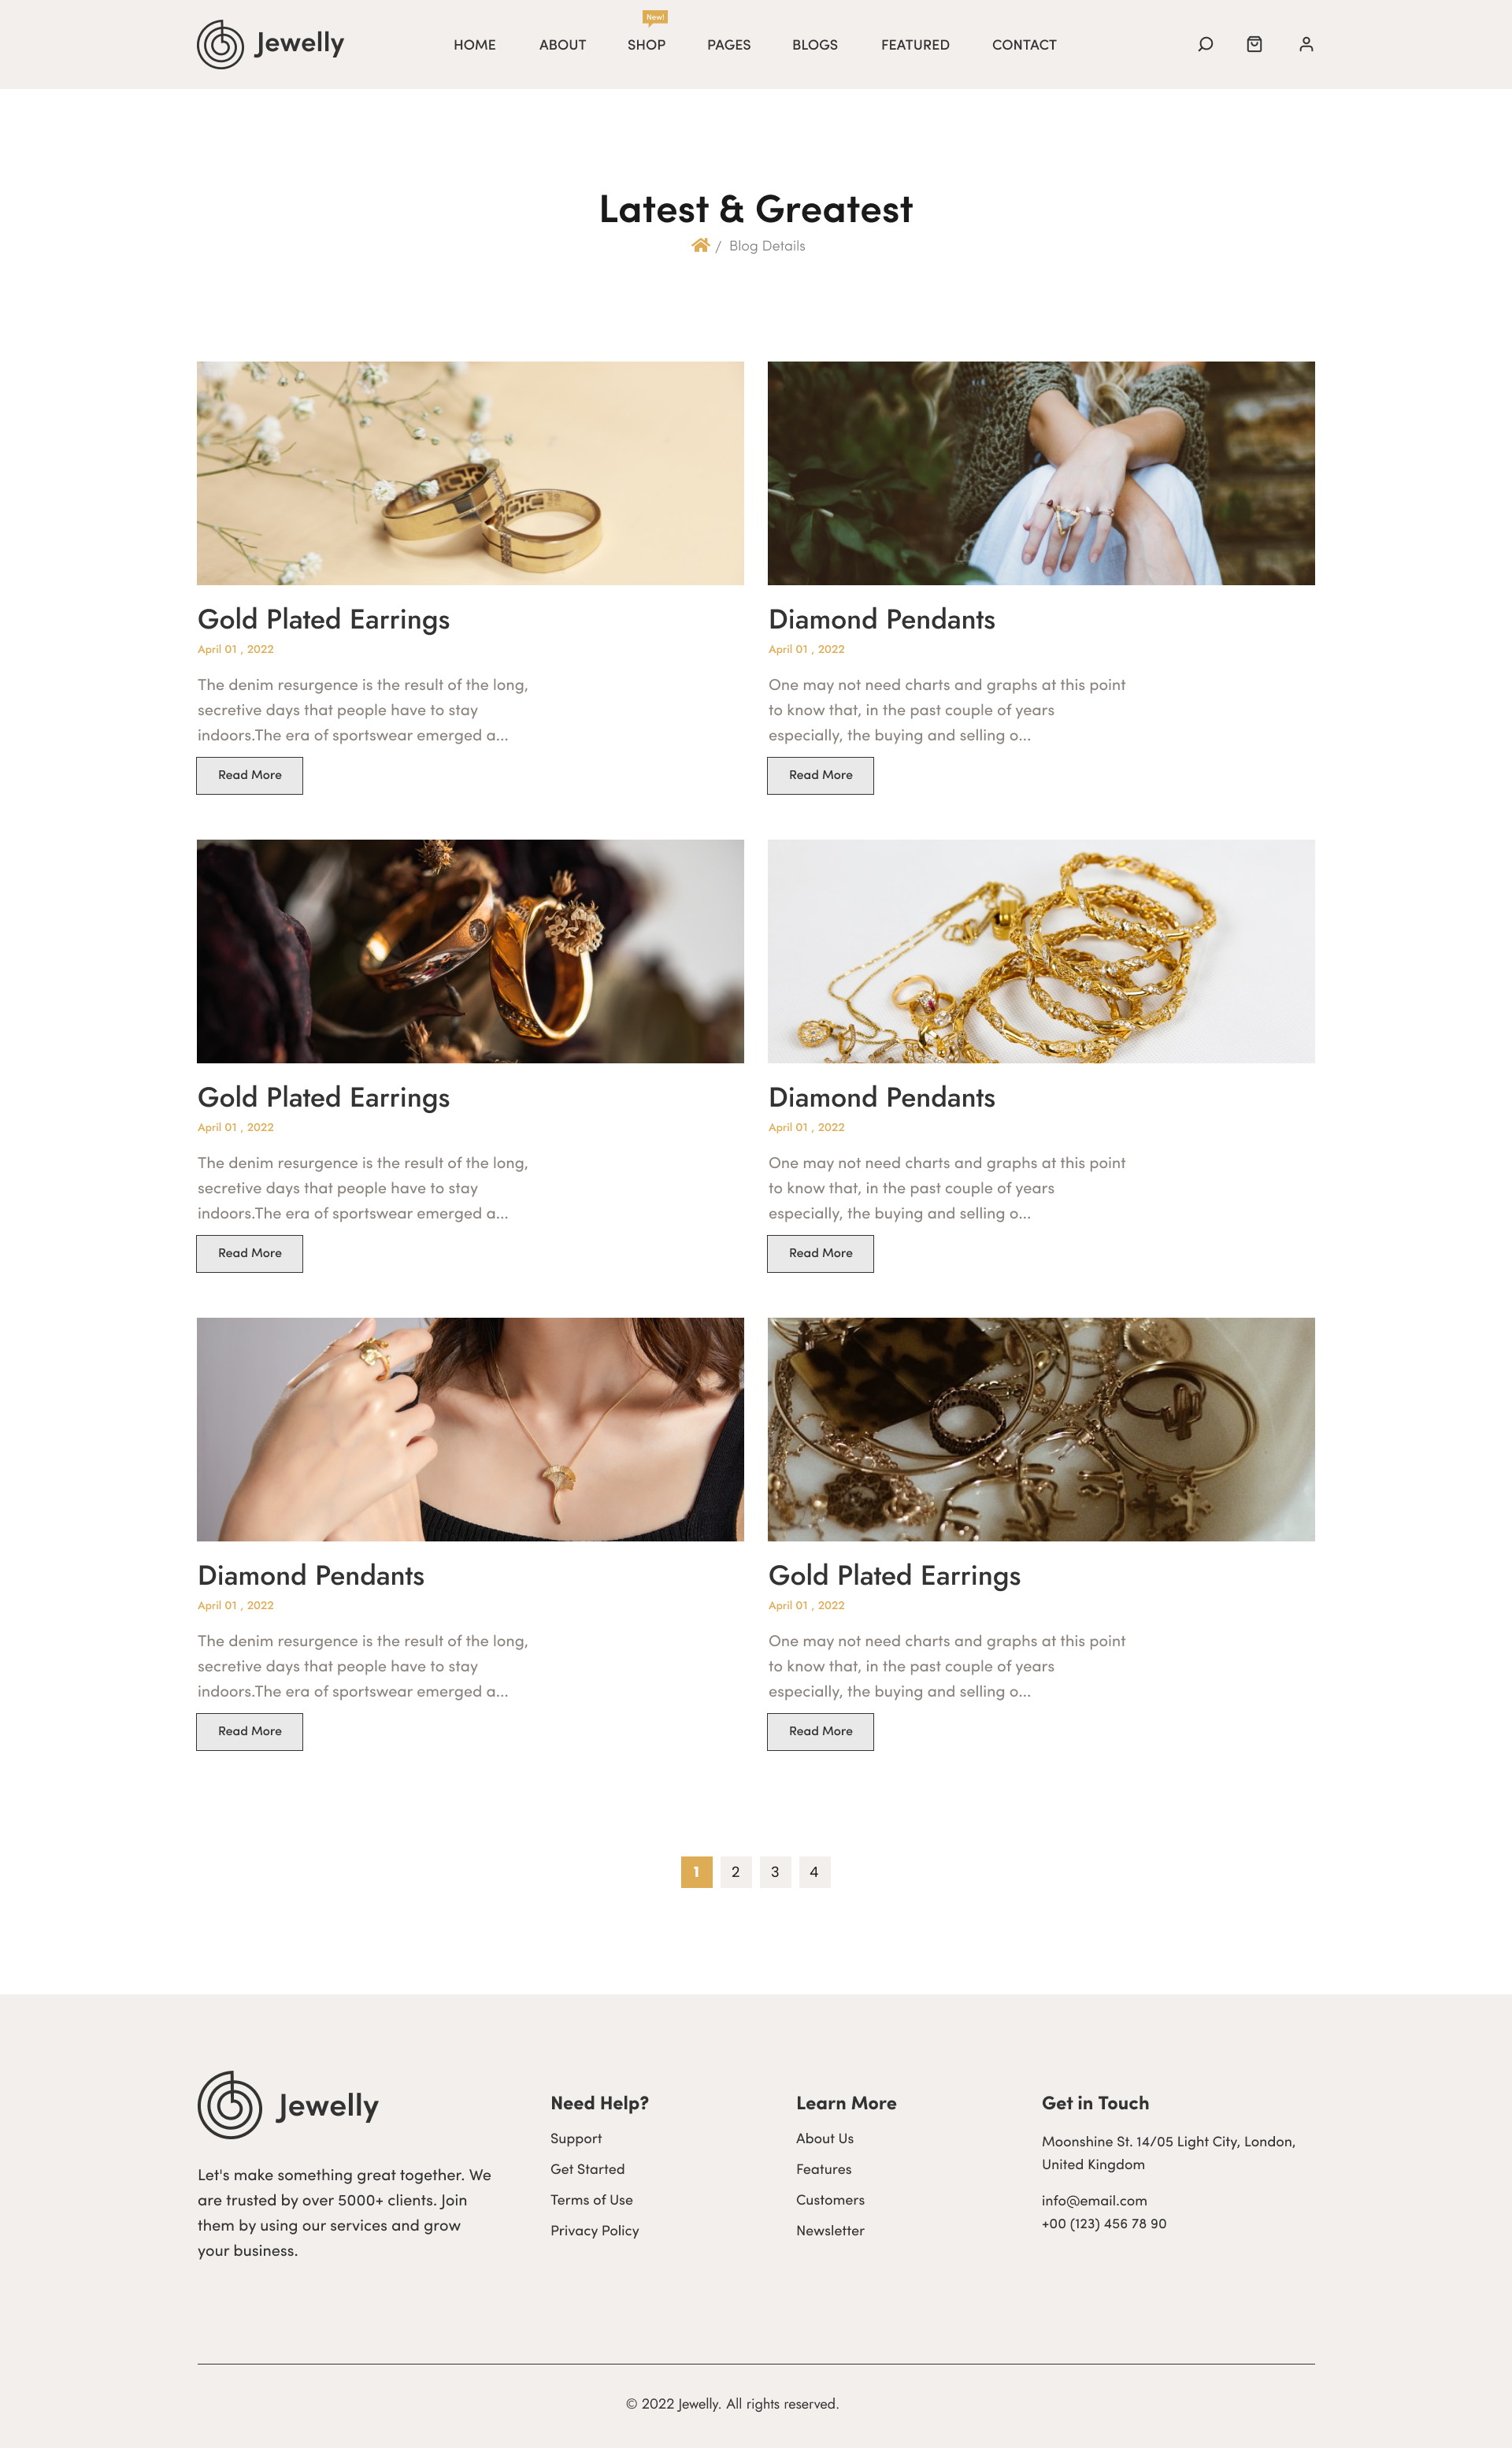 Jewelly
HOME ABOUT SHOP PAGES BLOGS FEATURED CONTACT
New!
Latest & Greatest
/ Blog Details
Gold Plated Earrings
April 01 , 2022
The denim resurgence is the result of the long,
secretive days that people have to stay
indoors.The era of sportswear emerged a...
Read More
Diamond Pendants
April 01 , 2022
One may not need charts and graphs at this point
to know that, in the past couple of years
especially, the buying and selling o...
Read More
Gold Plated Earrings
April 01 , 2022
The denim resurgence is the result of the long,
secretive days that people have to stay
indoors.The era of sportswear emerged a...
Read More
Diamond Pendants
April 01 , 2022
One may not need charts and graphs at this point
to know that, in the past couple of years
especially, the buying and selling o...
Read More
Diamond Pendants
April 01 , 2022
The denim resurgence is the result of the long,
secretive days that people have to stay
indoors.The era of sportswear emerged a...
Read More
Gold Plated Earrings
April 01 , 2022
One may not need charts and graphs at this point
to know that, in the past couple of years
especially, the buying and selling o...
Read More
1 2 3 4
Jewelly
Let's make something great together. We
are trusted by over 5000+ clients. Join
them by using our services and grow
your business.
Need Help?
Support
Get Started
Terms of Use
Privacy Policy
Learn More
About Us
Features
Customers
Newsletter
Get in Touch
Moonshine St. 14/05 Light City, London,
United Kingdom
info@email.com
+00 (123) 456 78 90
© 2022 Jewelly. All rights reserved.